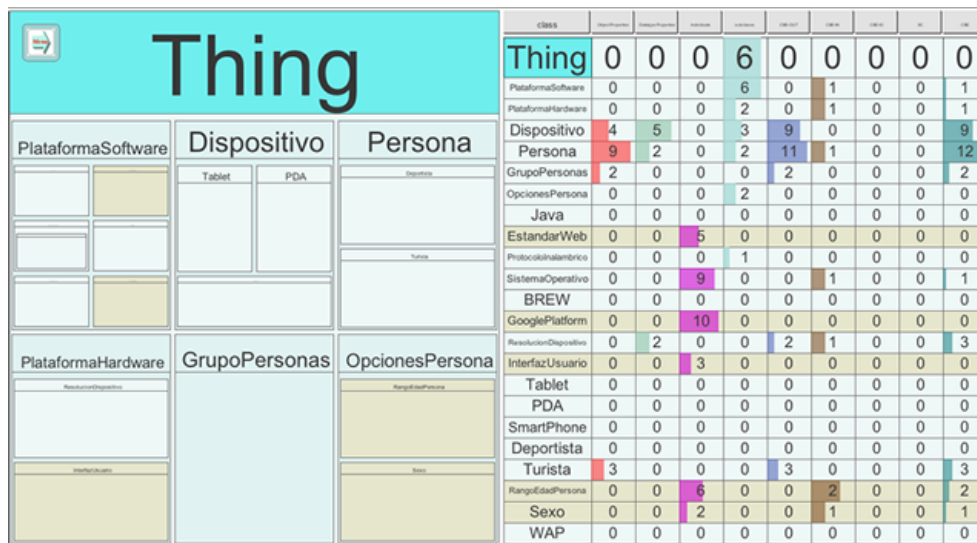 Thing
PlataformaSoftware
Dispositivo
Persona
Tablet
PDA
Deportista
Turista
PlataformaHardware
GrupoPersonas
OpcionesPersona
ResolucionDispositivo
RangoEdadPersona
InterfazUsuario
Sexo
class
Thing 0 0 0 6 0 0 0 0 0
PlataformaSoftware 0 0 0 6 0 1 0 0 1
PlataformaHardware 0 0 0 2 0 1 0 0 1
Dispositivo 4 5 0 3 9 0 0 0 9
Persona 9 2 0 2 11 1 0 0 12
GrupoPersonas 2 0 0 0 2 0 0 0 2
OpcionesPersona 0 0 0 2 0 0 0 0 0
Java 0 0 0 0 0 0 0 0 0
EstandarWeb 0 0 5 0 0 0 0 0 0
ProtocoloInalambrico 0 0 0 1 0 0 0 0 0
SistemaOperativo 0 0 9 0 0 1 0 0 1
BREW 0 0 0 0 0 0 0 0 0
GooglePlatform 0 0 10 0 0 0 0 0 0
ResolucionDispositivo 0 2 0 0 2 1 0 0 3
InterfazUsuario 0 0 3 0 0 0 0 0 0
Tablet 0 0 0 0 0 0 0 0 0
PDA 0 0 0 0 0 0 0 0 0
SmartPhone 0 0 0 0 0 0 0 0 0
Deportista 0 0 0 0 0 0 0 0 0
Turista 3 0 0 0 3 0 0 0 3
RangoEdadPersona 0 0 6 0 0 2 0 0 2
Sexo 0 0 2 0 0 1 0 0 1
WAP 0 0 0 0 0 0 0 0 0